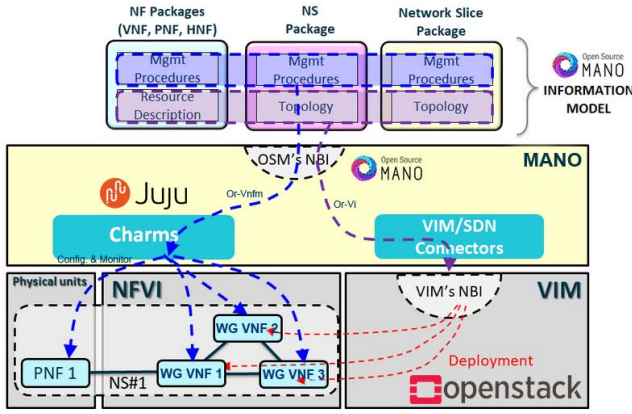 NF Packages
(VNF, PNF, HNF)
NS
Package
Network Slice
Package
Mgmt
Procedures
Mgmt
Procedures
Mgmt
Procedures
Resource
Description
Topology
Topology
Open Source
MANO
INFORMATION
MODEL
OSM's NBI
Open Source
MANO
MANO
JUJU
Or-Vnfm
Or-Vi
Charms
VIM/SDN
Connectors
Config. & Monitor
Physical units
NFVI
VIM's NBI
VIM
WG VNF 2
PNF 1
NS#1
WG VNF 1
WG VNF 3
Deployment
openstack